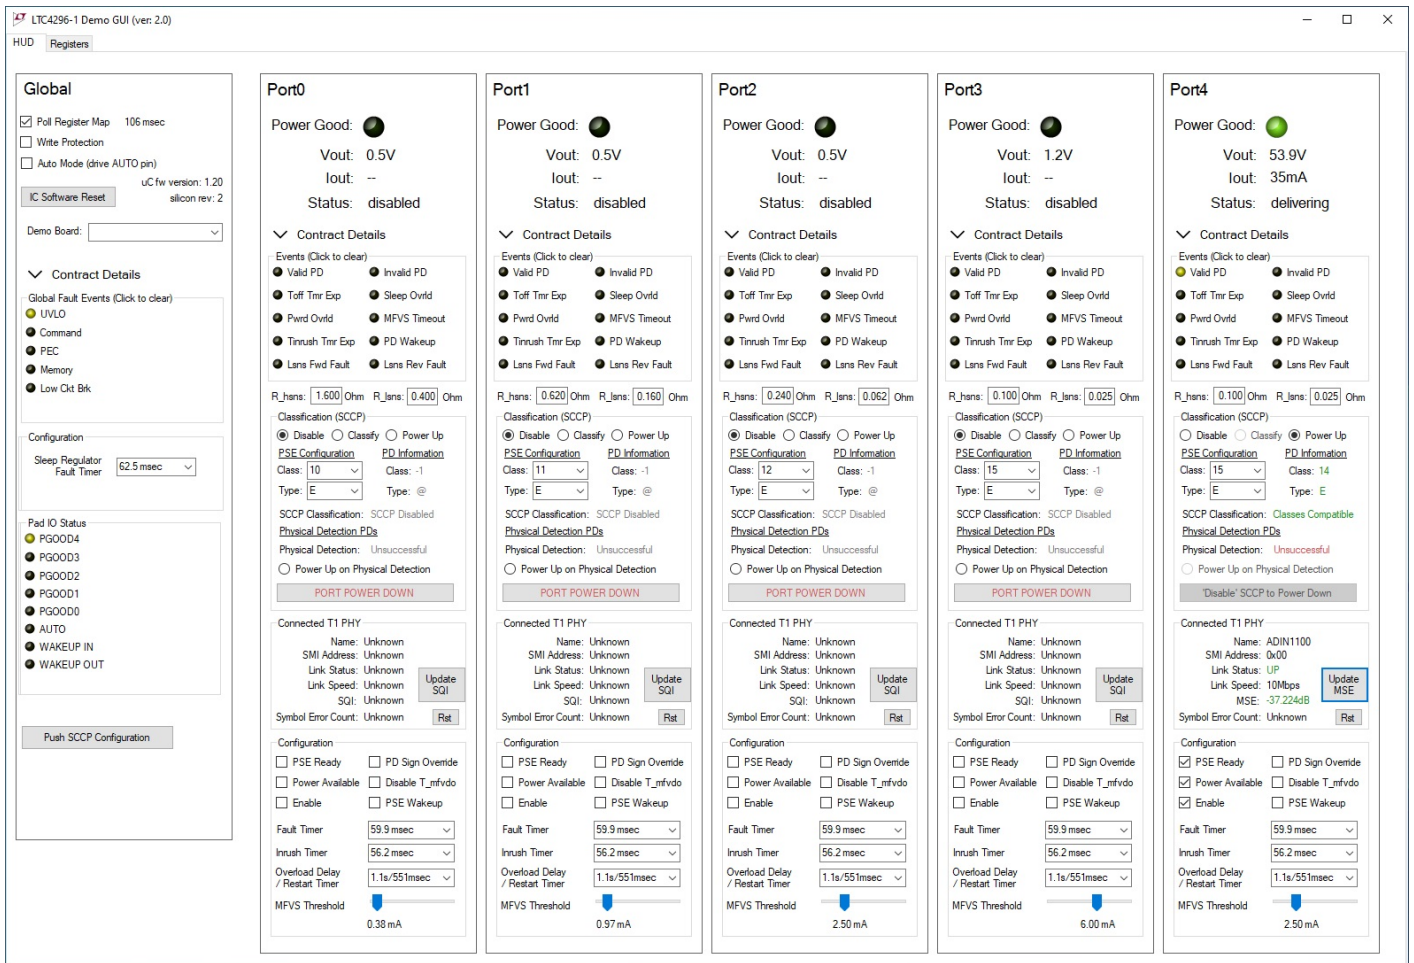 LTC4296-1 Demo GUI (ver: 2.0)
HUD Registers
Global
Poll Register Map 106 msec
Write Protection
Auto Mode (drive AUTO pin)
uC fw version: 1.20
IC Software Reset silicon rev: 2
Demo Board:
Contract Details
Global Fault Events (Click to clear)
UVLO
Command
PEC
Memory
Low Ckt Brk
Configuration
Sleep Regulator
Fault Timer 62.5 msec
Pad IO Status
PGOOD4
PGOOD3
PGOOD2
PGOOD1
PGOOD0
AUTO
WAKEUP IN
WAKEUP OUT
Push SCCP Configuration
Port0
Power Good:
Vout: 0.5V
Iout: --
Status: disabled
Contract Details
Events (Click to clear)
Valid PD Invalid PD
Toff Tmr Exp Sleep Ovrld
Pwrd Ovrld MFVS Timeout
Tinrush Tmr Exp PD Wakeup
Lsns Fwd Fault Lsns Rev Fault
R_hsns: 1.600 Ohm R_lsns: 0.400 Ohm
Classification (SCCP)
Disable Classify Power Up
PSE Configuration PD Information
Class: 10 Class: -1
Type: E Type: @
SCCP Classification: SCCP Disabled
Physical Detection PDs
Physical Detection: Unsuccessful
Power Up on Physical Detection
PORT POWER DOWN
Connected T1 PHY
Name: Unknown
SMI Address: Unknown
Link Status: Unknown
Link Speed: Unknown
SQI: Unknown
Update
SQI
Symbol Error Count: Unknown Rst
Configuration
PSE Ready PD Sign Override
Power Available Disable T_mfvdo
Enable PSE Wakeup
Fault Timer 59.9 msec
Inrush Timer 56.2 msec
Overload Delay
/ Restart Timer 1.1s/551msec
MFVS Threshold
0.38 mA
Port1
Power Good:
Vout: 0.5V
Iout: --
Status: disabled
Contract Details
Events (Click to clear)
Valid PD Invalid PD
Toff Tmr Exp Sleep Ovrld
Pwrd Ovrld MFVS Timeout
Tinrush Tmr Exp PD Wakeup
Lsns Fwd Fault Lsns Rev Fault
R_hsns: 0.620 Ohm R_lsns: 0.160 Ohm
Classification (SCCP)
Disable Classify Power Up
PSE Configuration PD Information
Class: 11 Class: -1
Type: E Type: @
SCCP Classification: SCCP Disabled
Physical Detection PDs
Physical Detection: Unsuccessful
Power Up on Physical Detection
PORT POWER DOWN
Connected T1 PHY
Name: Unknown
SMI Address: Unknown
Link Status: Unknown
Link Speed: Unknown
SQI: Unknown
Update
SQI
Symbol Error Count: Unknown Rst
Configuration
PSE Ready PD Sign Override
Power Available Disable T_mfvdo
Enable PSE Wakeup
Fault Timer 59.9 msec
Inrush Timer 56.2 msec
Overload Delay
/ Restart Timer 1.1s/551msec
MFVS Threshold
0.97 mA
Port2
Power Good:
Vout: 0.5V
Iout: --
Status: disabled
Contract Details
Events (Click to clear)
Valid PD Invalid PD
Toff Tmr Exp Sleep Ovrld
Pwrd Ovrld MFVS Timeout
Tinrush Tmr Exp PD Wakeup
Lsns Fwd Fault Lsns Rev Fault
R_hsns: 0.240 Ohm R_lsns: 0.062 Ohm
Classification (SCCP)
Disable Classify Power Up
PSE Configuration PD Information
Class: 12 Class: -1
Type: E Type: @
SCCP Classification: SCCP Disabled
Physical Detection PDs
Physical Detection: Unsuccessful
Power Up on Physical Detection
PORT POWER DOWN
Connected T1 PHY
Name: Unknown
SMI Address: Unknown
Link Status: Unknown
Link Speed: Unknown
SQI: Unknown
Update
SQI
Symbol Error Count: Unknown Rst
Configuration
PSE Ready PD Sign Override
Power Available Disable T_mfvdo
Enable PSE Wakeup
Fault Timer 59.9 msec
Inrush Timer 56.2 msec
Overload Delay
/ Restart Timer 1.1s/551msec
MFVS Threshold
2.50 mA
Port3
Power Good:
Vout: 1.2V
Iout: --
Status: disabled
Contract Details
Events (Click to clear)
Valid PD Invalid PD
Toff Tmr Exp Sleep Ovrld
Pwrd Ovrld MFVS Timeout
Tinrush Tmr Exp PD Wakeup
Lsns Fwd Fault Lsns Rev Fault
R_hsns: 0.100 Ohm R_lsns: 0.025 Ohm
Classification (SCCP)
Disable Classify Power Up
PSE Configuration PD Information
Class: 15 Class: -1
Type: E Type: @
SCCP Classification: SCCP Disabled
Physical Detection PDs
Physical Detection: Unsuccessful
Power Up on Physical Detection
PORT POWER DOWN
Connected T1 PHY
Name: Unknown
SMI Address: Unknown
Link Status: Unknown
Link Speed: Unknown
SQI: Unknown
Update
SQI
Symbol Error Count: Unknown Rst
Configuration
PSE Ready PD Sign Override
Power Available Disable T_mfvdo
Enable PSE Wakeup
Fault Timer 59.9 msec
Inrush Timer 56.2 msec
Overload Delay
/ Restart Timer 1.1s/551msec
MFVS Threshold
6.00 mA
Port4
Power Good:
Vout: 53.9V
Iout: 35mA
Status: delivering
Contract Details
Events (Click to clear)
Valid PD Invalid PD
Toff Tmr Exp Sleep Ovrld
Pwrd Ovrld MFVS Timeout
Tinrush Tmr Exp PD Wakeup
Lsns Fwd Fault Lsns Rev Fault
R_hsns: 0.100 Ohm R_lsns: 0.025 Ohm
Classification (SCCP)
Disable Classify Power Up
PSE Configuration PD Information
Class: 15 Class: 14
Type: E Type: E
SCCP Classification: Classes Compatible
Physical Detection PDs
Physical Detection: Unsuccessful
Power Up on Physical Detection
'Disable' SCCP to Power Down
Connected T1 PHY
Name: ADIN1100
SMI Address: 0x00
Link Status: UP
Link Speed: 10Mbps
MSE: -37.224dB
Update
MSE
Symbol Error Count: Unknown Rst
Configuration
PSE Ready PD Sign Override
Power Available Disable T_mfvdo
Enable PSE Wakeup
Fault Timer 59.9 msec
Inrush Timer 56.2 msec
Overload Delay
/ Restart Timer 1.1s/551msec
MFVS Threshold
2.50 mA